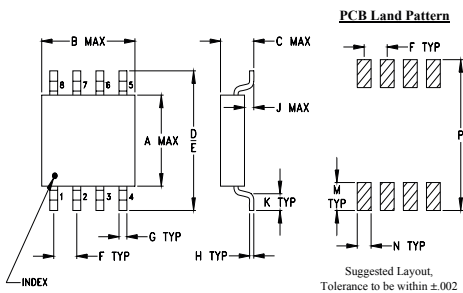 PCB Land Pattern
B MAX
C MAX
F TYP
8 7 6 5
J MAX
A MAX
D
E
P
1 2 3 4
K TYP
M
TYP
G TYP
H TYP
N TYP
F TYP
INDEX
Suggested Layout,
Tolerance to be within ±.002